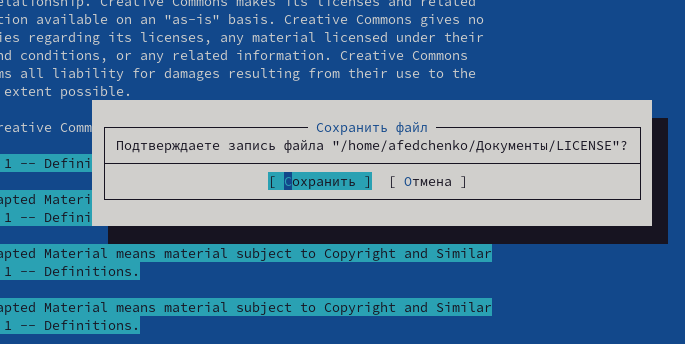 elationship. Creative Commons makes its licenses and related
tion available on an "as-is" basis. Creative Commons gives no
ies regarding its licenses, any material licensed under their
nd conditions, or any related information. Creative Commons
ms all liability for damages resulting from their use to the
extent possible.
reative Comm
Сохранить файл
Подтверждаете запись файла "/home/afedchenko/Документы/LICENSE"?
1 -- Defini
[ Сохранить ] [ Отмена ]
apted Material means
1 -- Defini
apted Material means material subject to Copyright and Similar
1 -- Definitions.
apted Material means material subject to Copyright and Similar
1 -- Definitions.